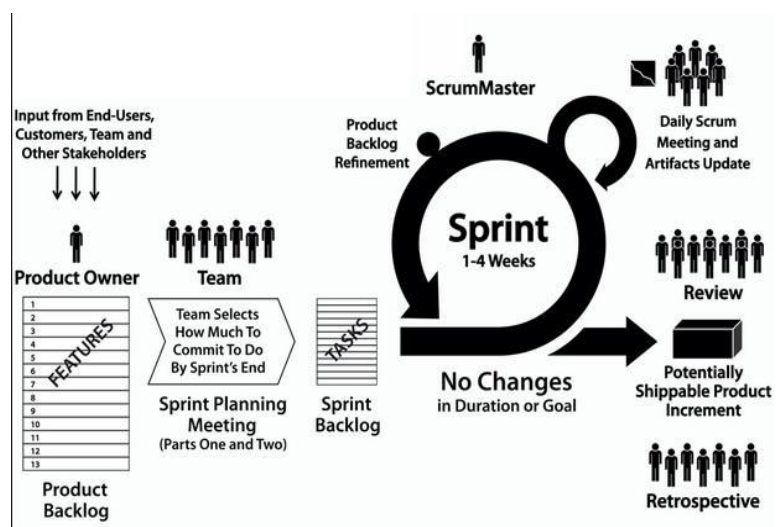 Input from End-Users,
Customers, Team and
Other Stakeholders
Product Owner
1
2
3
4
5
6
7
8
9
10
11
12
13
FEATURES
Product
Backlog
Team
Team Selects
How Much To
Commit To Do
By Sprint's End
Sprint Planning
Meeting
(Parts One and Two)
TASKS
Sprint
Backlog
ScrumMaster
Product
Backlog
Refinement
Sprint
1-4 Weeks
No Changes
in Duration or Goal
Daily Scrum
Meeting and
Artifacts Update
Review
Potentially
Shippable Product
Increment
Retrospective